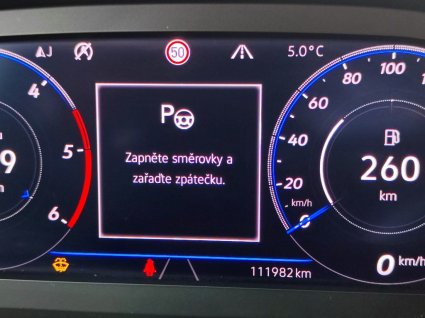 J 50 5.0°C
P
Zapněte směrovky a
zařaďte zpátečku.
4
5
6
9
100
80
60
40
20
km/h
0
260
km
111982 km
0 km/h